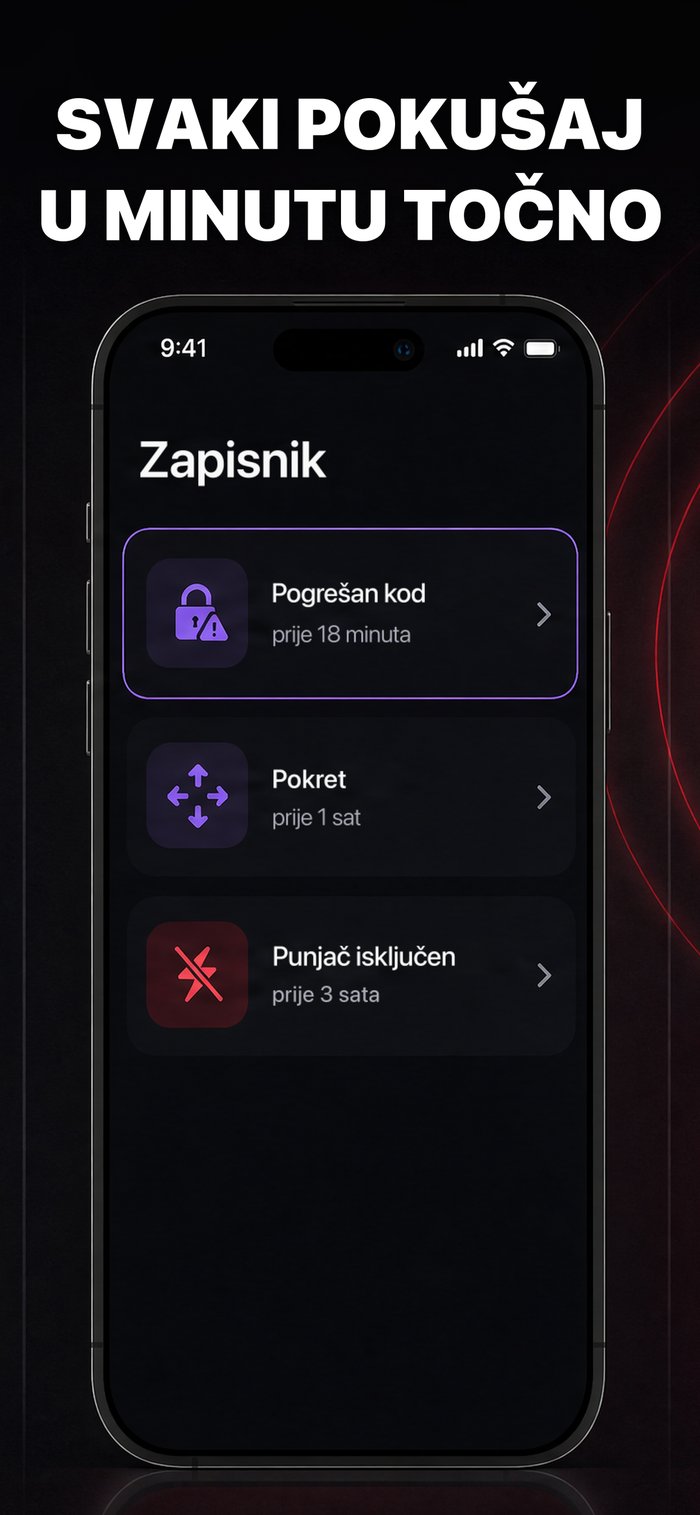 SVAKI POKUŠAJ
U MINUTU TOČNO
9:41
Zapisnik
Pogrešan kod
prije 18 minuta
Pokret
prije 1 sat
Punjač isključen
prije 3 sata